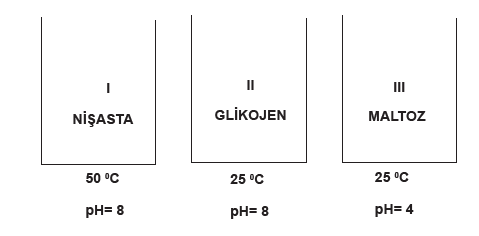 I
NİŞASTA
50 ⁰C
pH= 8
II
GLİKOJEN
25 ⁰C
pH= 8
III
MALTOZ
25 ⁰C
pH= 4